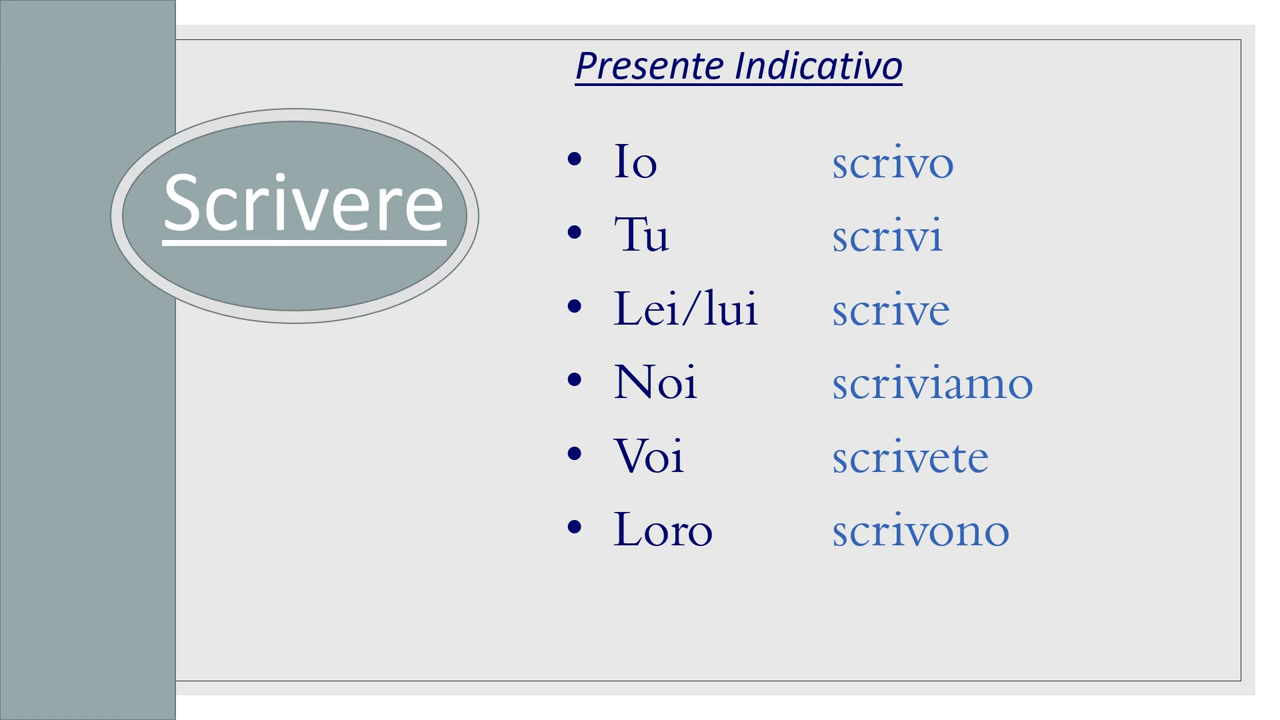 Presente Indicativo
Scrivere
• Io scrivo
• Tu scrivi
• Lei/lui scrive
• Noi scriviamo
• Voi scrivete
• Loro scrivono